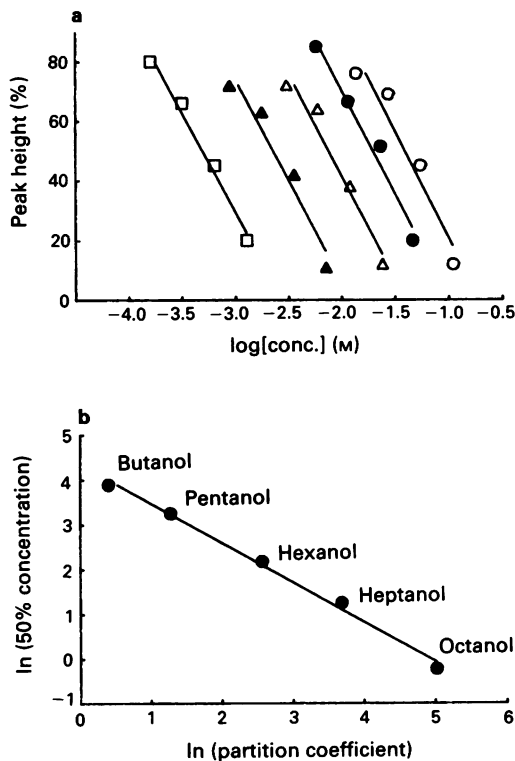 a
Peak height (%)
80
60
40
20
0
−4.0 −3.5 −3.0 −2.5 −2.0 −1.5 −1.0 −0.5
log[conc.] (M)
b
ln (50% concentration)
5
4
3
2
1
0
−1
Butanol
Pentanol
Hexanol
Heptanol
Octanol
0 1 2 3 4 5 6
ln (partition coefficient)